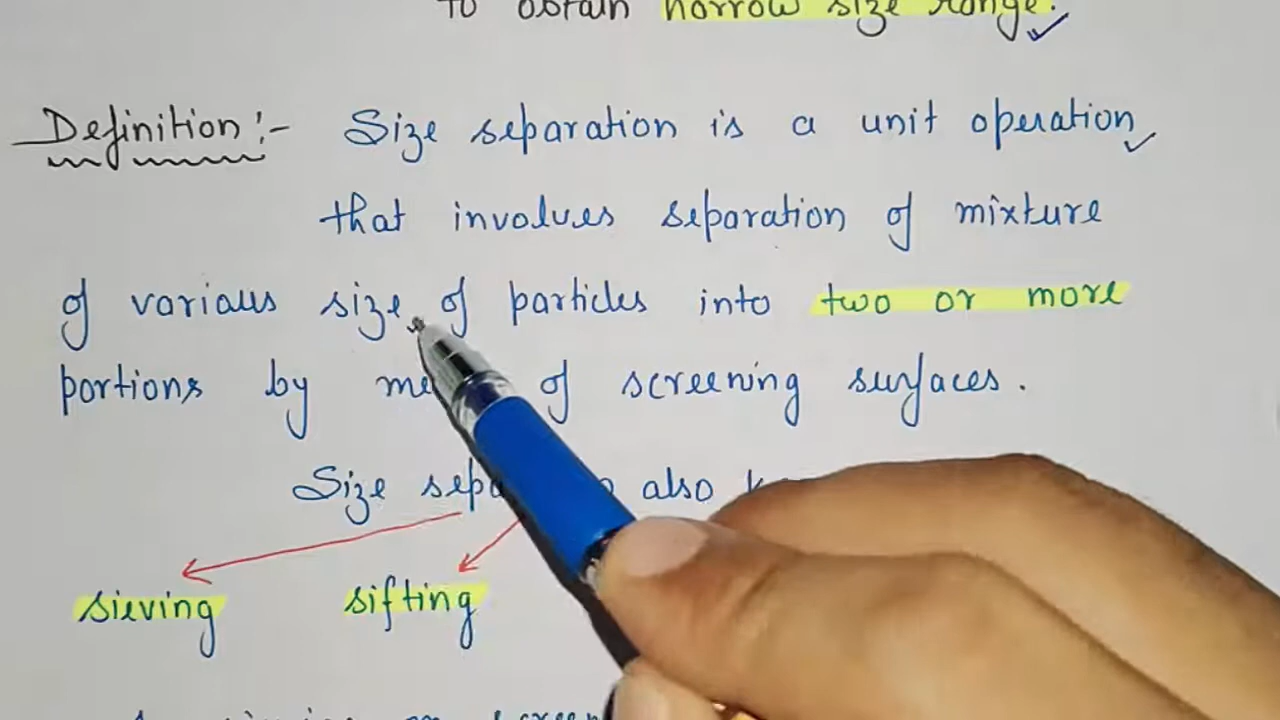 to obtain narrow size range.
Definition :- Size separation is a unit operation
that involves separation of mixture
of various size of particles into two or more
portions by of screening surfaces.
Size also
sieving sifting